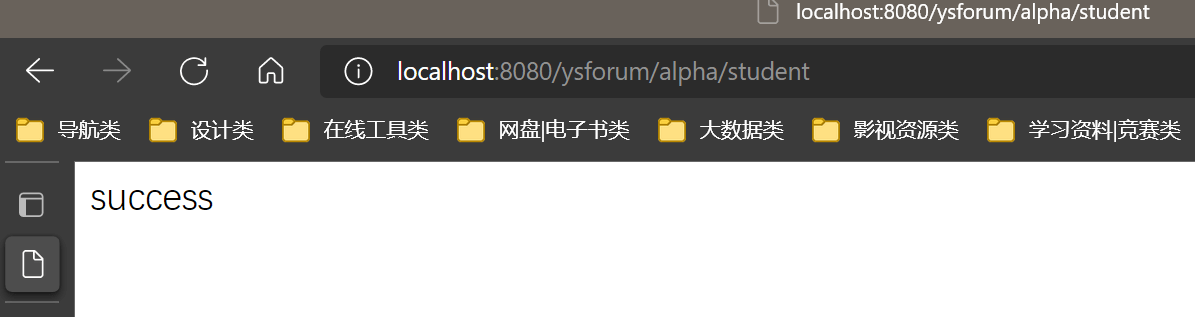 localhost:8080/ysforum/alpha/student
localhost:8080/ysforum/alpha/student
导航类 设计类 在线工具类 网盘|电子书类 大数据类 影视资源类 学习资料|竞赛类
success